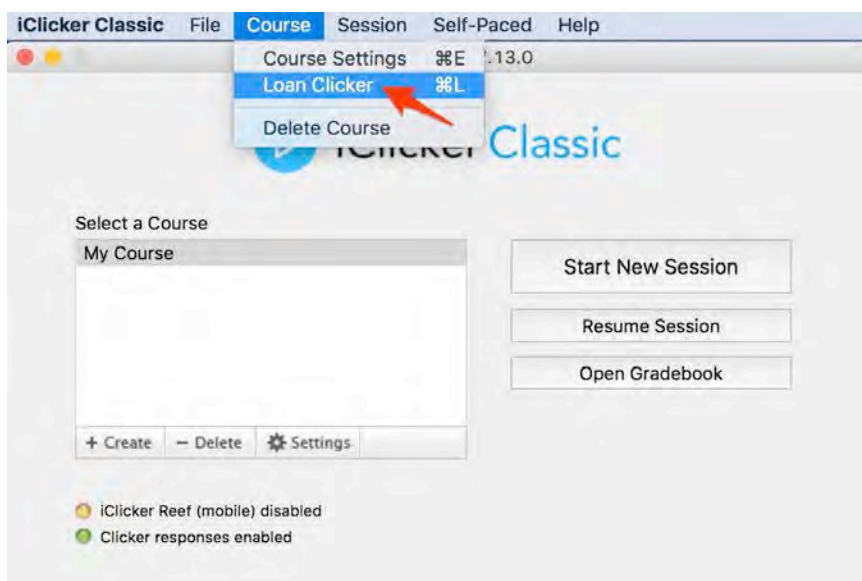 iClicker Classic File Course Session Self-Paced Help
Course Settings ⌘E .13.0
Loan Clicker ⌘L
Delete Course
iClicker Classic
Select a Course
My Course
Start New Session
Resume Session
Open Gradebook
+ Create − Delete Settings
iClicker Reef (mobile) disabled
Clicker responses enabled